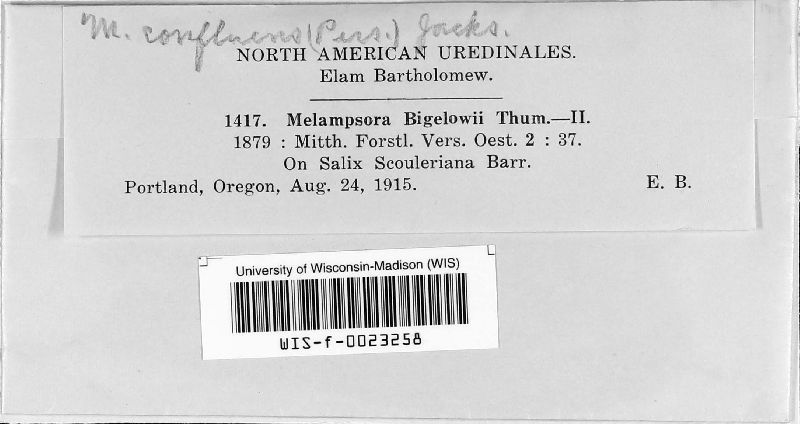 M. confluens (Pers.) Jacks.
NORTH AMERICAN UREDINALES.
Elam Bartholomew.
1417. Melampsora Bigelowii Thum.—II.
1879 : Mitth. Forstl. Vers. Oest. 2 : 37.
On Salix Scouleriana Barr.
Portland, Oregon, Aug. 24, 1915. E. B.
University of Wisconsin-Madison (WIS)
WIS-f-0023258